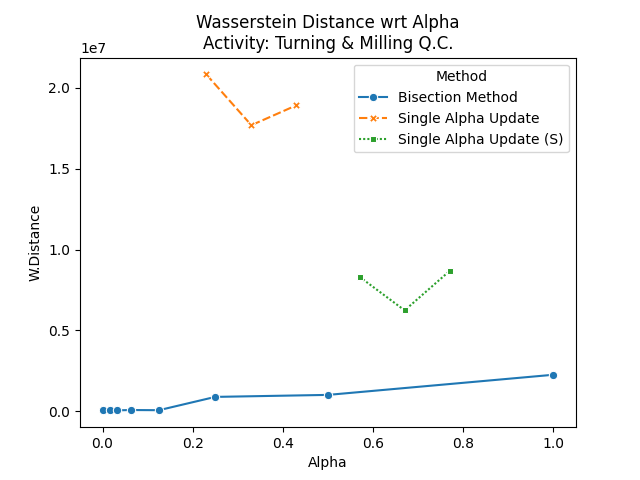 Wasserstein Distance wrt Alpha
Activity: Turning & Milling Q.C.
1e7
Method
Bisection Method
Single Alpha Update
Single Alpha Update (S)
2.0
1.5
1.0
0.5
0.0
W.Distance
0.0 0.2 0.4 0.6 0.8 1.0
Alpha